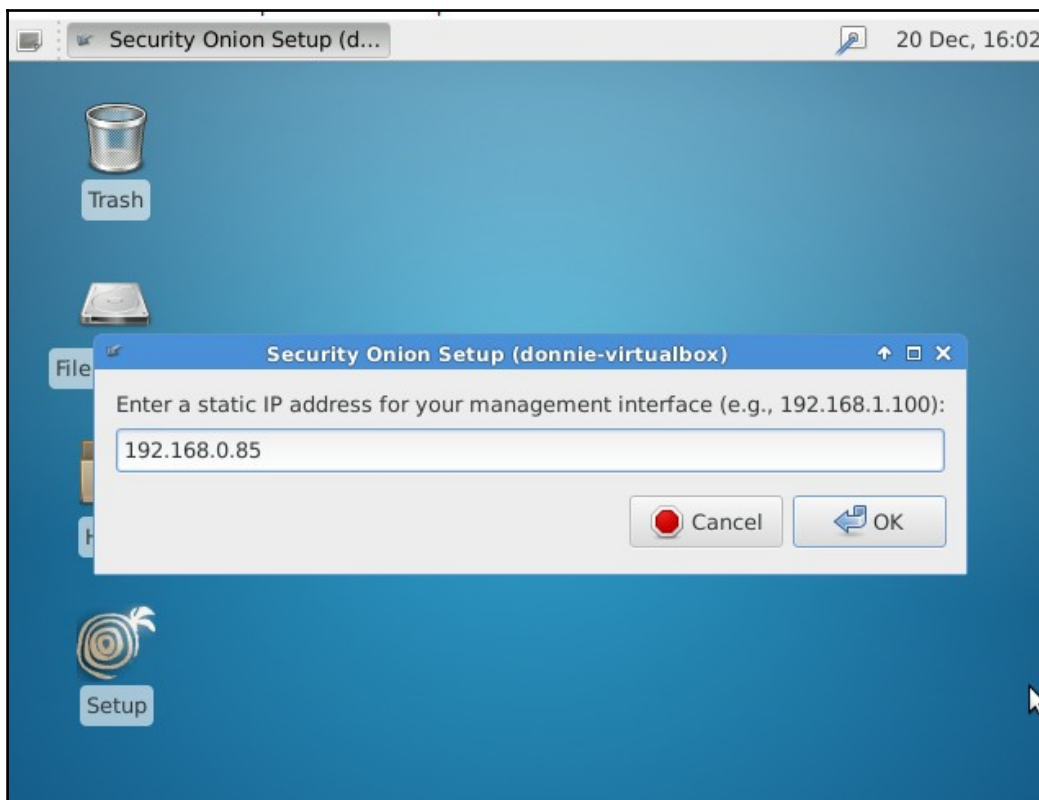 Security Onion Setup (d...
20 Dec, 16:02
Trash
File
Security Onion Setup (donnie-virtualbox)
Enter a static IP address for your management interface (e.g., 192.168.1.100):
192.168.0.85
Cancel
OK
H
Setup